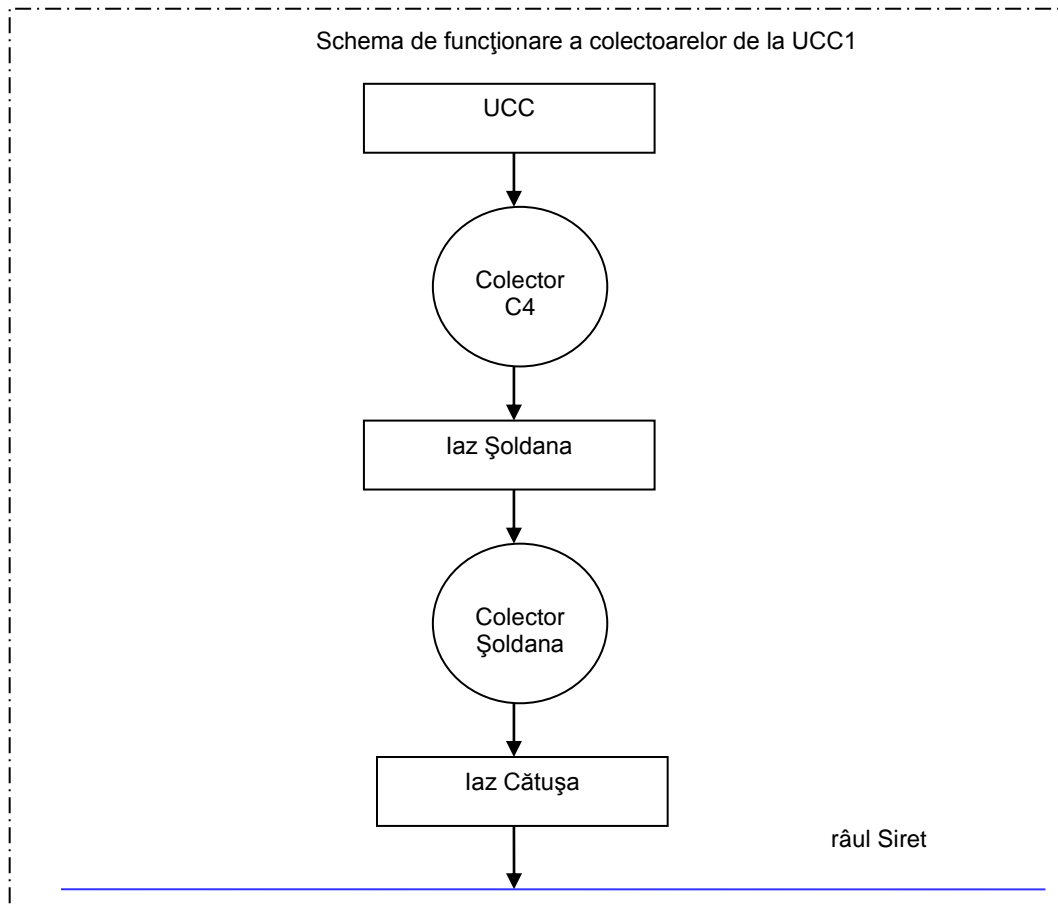 Schema de funcţionare a colectoarelor de la UCC1
UCC
Colector
C4
Iaz Şoldana
Colector
Şoldana
Iaz Cătuşa
râul Siret